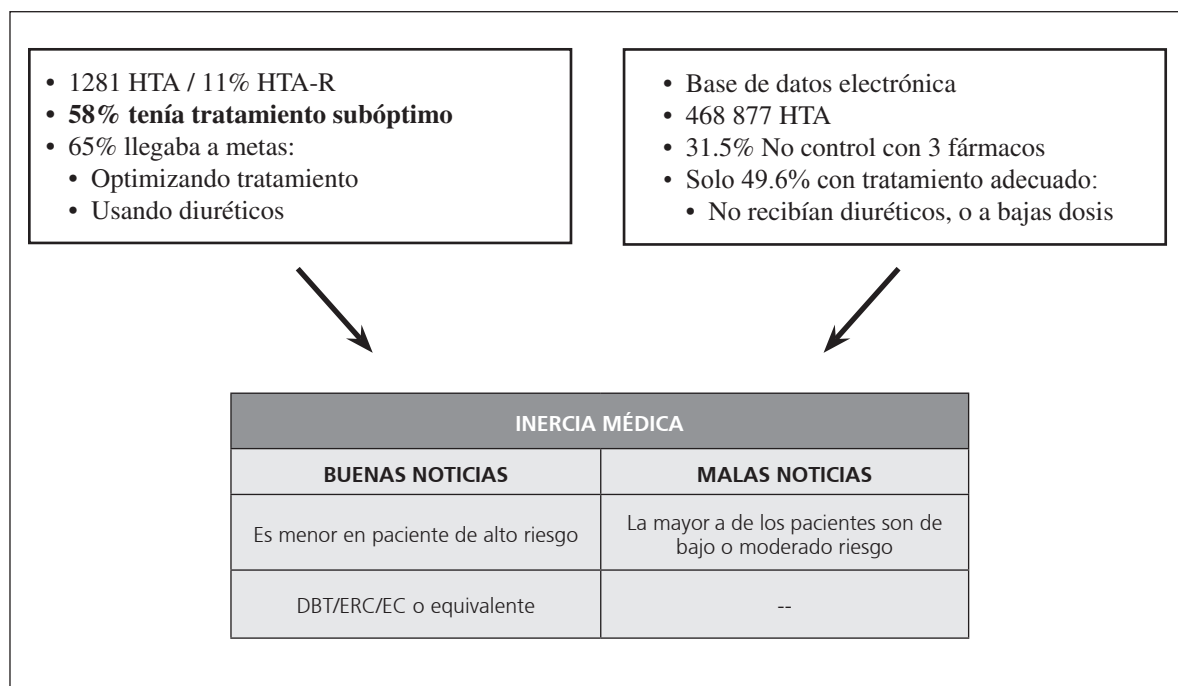 • 1281 HTA / 11% HTA-R
• 58% tenía tratamiento subóptimo
• 65% llegaba a metas:
• Optimizando tratamiento
• Usando diuréticos
• Base de datos electrónica
• 468 877 HTA
• 31.5% No control con 3 fármacos
• Solo 49.6% con tratamiento adecuado:
• No recibían diuréticos, o a bajas dosis
INERCIA MÉDICA
BUENAS NOTICIAS
MALAS NOTICIAS
Es menor en paciente de alto riesgo
La mayor a de los pacientes son de
bajo o moderado riesgo
DBT/ERC/EC o equivalente
--